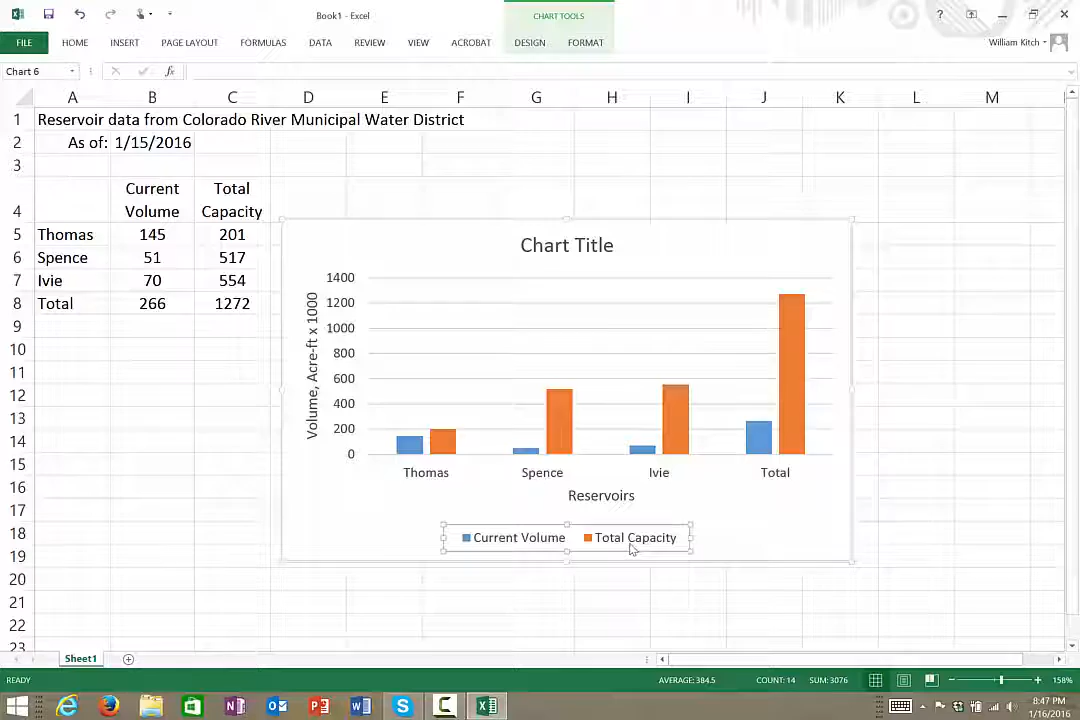 Book1 - Excel
CHART TOOLS
?
FILE HOME INSERT PAGE LAYOUT FORMULAS DATA REVIEW VIEW ACROBAT DESIGN FORMAT William Kitch
Chart 6 fx
A B C D E F G H I J K L M
1 Reservoir data from Colorado River Municipal Water District
2 As of: 1/15/2016
3
Current Total
4 Volume Capacity
5 Thomas 145 201
6 Spence 51 517
7 Ivie 70 554
8 Total 266 1272
9
10
11
12
13
14
15
16
17
18
19
20
21
22
23
Chart Title
Volume, Acre-ft x 1000
1400
1200
1000
800
600
400
200
0
Thomas Spence Ivie Total
Reservoirs
Current Volume Total Capacity
Sheet1
READY AVERAGE: 384.5 COUNT: 14 SUM: 3076 158%
8:47 PM
1/16/2016